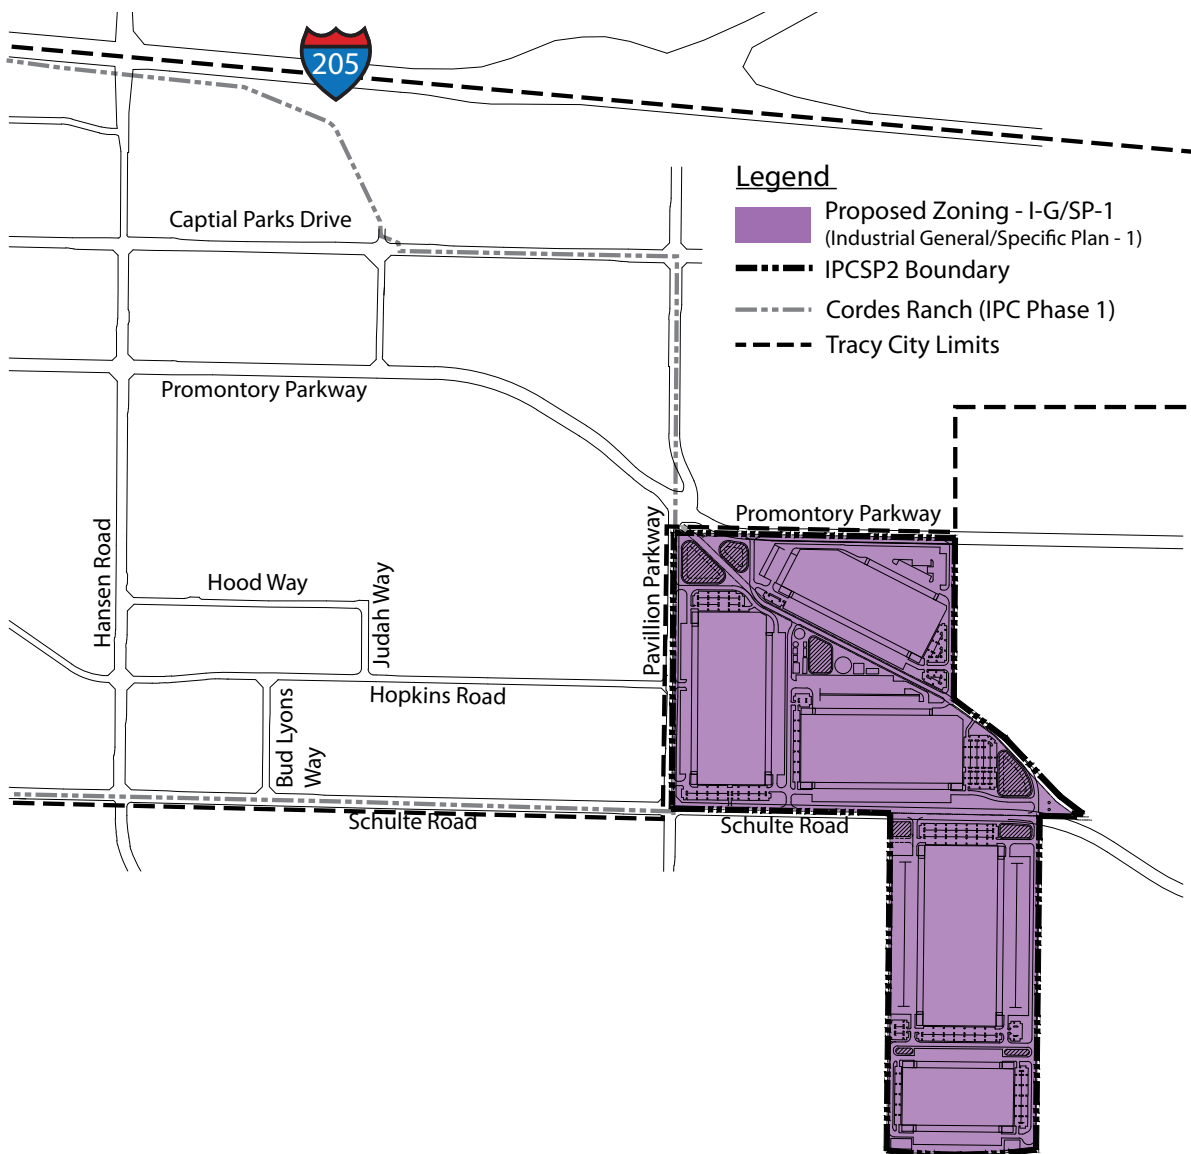 205
Legend
Proposed Zoning - I-G/SP-1
(Industrial General/Specific Plan - 1)
IPCSP2 Boundary
Cordes Ranch (IPC Phase 1)
Tracy City Limits
Captial Parks Drive
Promontory Parkway
Promontory Parkway
Hansen Road
Hood Way
Judah Way
Pavillion Parkway
Hopkins Road
Bud Lyons
Way
Schulte Road
Schulte Road